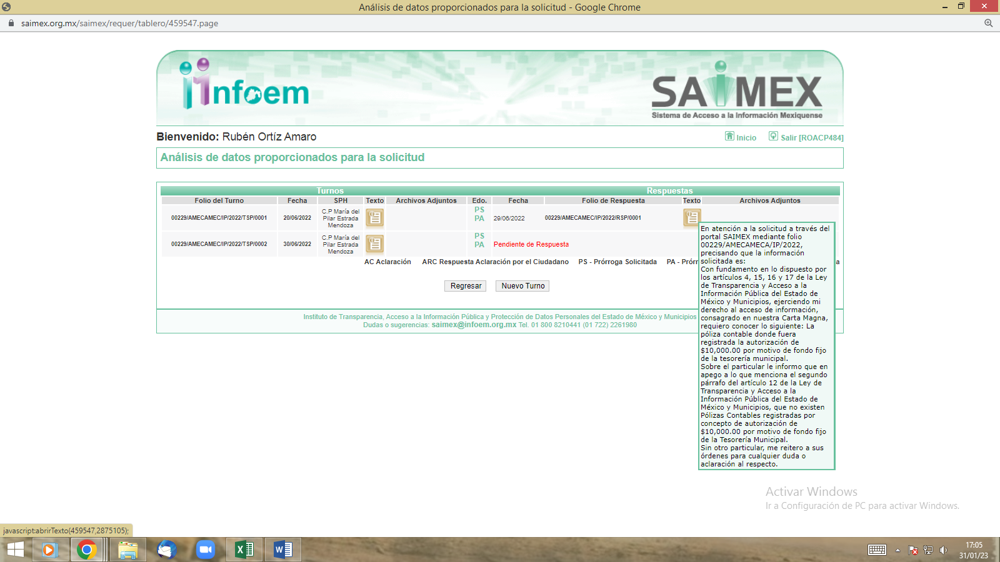 Análisis de datos proporcionados para la solicitud - Google Chrome
saimex.org.mx/saimex/requer/tablero/459547.page
infoem
SAIMEX
Sistema de Acceso a la Información Mexiquense
Bienvenido: Rubén Ortíz Amaro
Inicio
Salir [ROACP484]
Análisis de datos proporcionados para la solicitud
Turnos
Respuestas
Folio del Turno
Fecha
SPH
Texto
Archivos Adjuntos
Edo.
Fecha
Folio de Respuesta
Texto
Archivos Adjuntos
00229/AMECAMEC/IP/2022/TSP/0001
20/06/2022
C.P María del
Pilar Estrada
Mendoza
PS
PA
29/06/2022
00229/AMECAMEC/IP/2022/RSP/0001
00229/AMECAMEC/IP/2022/TSP/0002
30/06/2022
C.P María del
Pilar Estrada
Mendoza
PS
PA
Pendiente de Respuesta
AC Aclaración
ARC Respuesta Aclaración por el Ciudadano
PS - Prórroga Solicitada
PA - Prórr
a
Regresar
Nuevo Turno
Instituto de Transparencia, Acceso a la Información Pública y Protección de Datos Personales del Estado de México y Municipios
Dudas o sugerencias: saimex@infoem.org.mx Tel. 01 800 8210441 (01 722) 2261980
En atención a la solicitud a través del
portal SAIMEX mediante folio
00229/AMECAMECA/IP/2022,
precisando que la información
solicitada es:
Con fundamento en lo dispuesto por
los artículos 4, 15, 16 y 17 de la Ley
de Transparencia y Acceso a la
Información Pública del Estado de
México y Municipios, ejerciendo mi
derecho al acceso de información,
consagrado en nuestra Carta Magna,
requiero conocer lo siguiente: La
póliza contable donde fuera
registrada la autorización de
$10,000.00 por motivo de fondo fijo
de la tesorería municipal.
Sobre el particular le informo que en
apego a lo que menciona el segundo
párrafo del artículo 12 de la Ley de
Transparencia y Acceso a la
Información Pública del Estado de
México y Municipios, que no existen
Pólizas Contables registradas por
concepto de autorización de
$10,000.00 por motivo de fondo fijo
de la Tesorería Municipal.
Sin otro particular, me reitero a sus
órdenes para cualquier duda o
aclaración al respecto.
Activar Windows
Ir a Configuración de PC para activar Windows.
javascript:abrirTexto(459547,2875105);
17:05
31/01/23